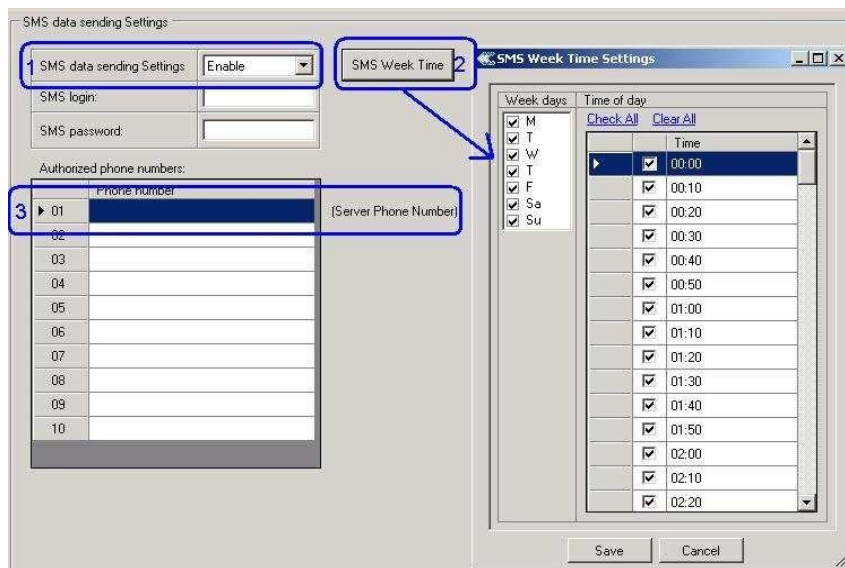 SMS data sending Settings
1 SMS data sending Settings Enable
SMS login:
SMS password:
SMS Week Time 2
Authorized phone numbers:
Phone number
3 01 (Server Phone Number)
02
03
04
05
06
07
08
09
10
SMS Week Time Settings
Week days
M
T
W
T
F
Sa
Su
Time of day
Check All Clear All
Time
00:00
00:10
00:20
00:30
00:40
00:50
01:00
01:10
01:20
01:30
01:40
01:50
02:00
02:10
02:20
Save Cancel